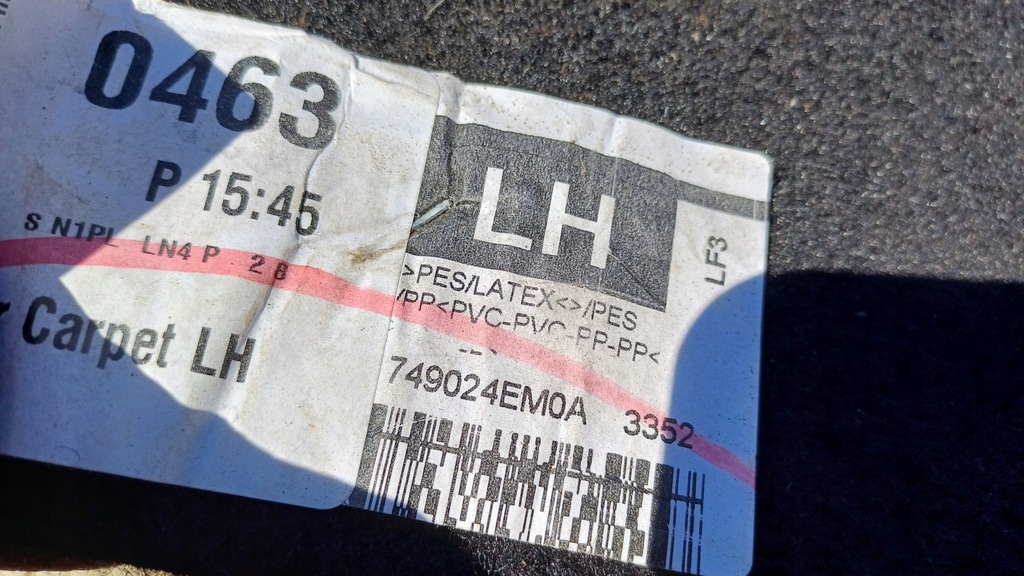 0463
P 15:45
S N1PL LN4 P 2 8
r Carpet LH
LH
LF3
>PES/LATEX<>/PES
/PP<PVC-PVC-PP-PP<
749024EM0A 3352